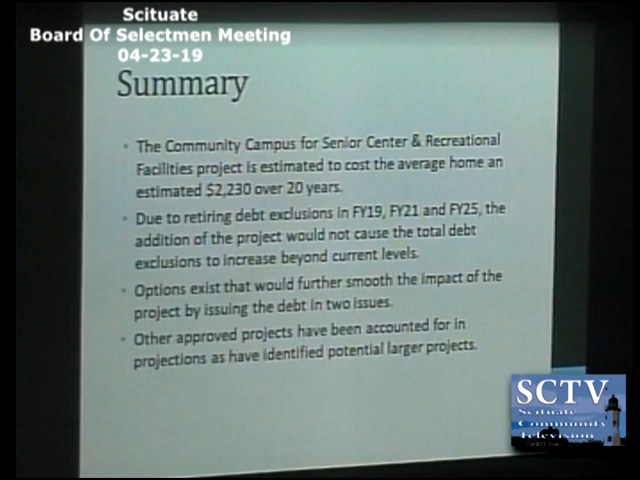 Scituate
Board Of Selectmen Meeting
04-23-19
Summary
• The Community Campus for Senior Center & Recreational
Facilities project is estimated to cost the average home an
estimated $2,230 over 20 years.
• Due to retiring debt exclusions in FY19, FY21 and FY25, the
addition of the project would not cause the total debt
exclusions to increase beyond current levels.
• Options exist that would further smooth the impact of the
project by issuing the debt in two issues.
• Other approved projects have been accounted for in
projections as have identified potential larger projects.
SCTV
Scituate
Community
Television